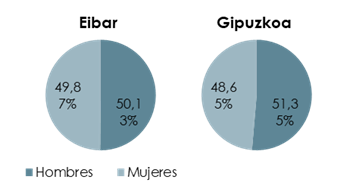 Eibar
Gipuzkoa
49,8
7%
50,1
3%
48,6
5%
51,3
5%
Hombres
Mujeres